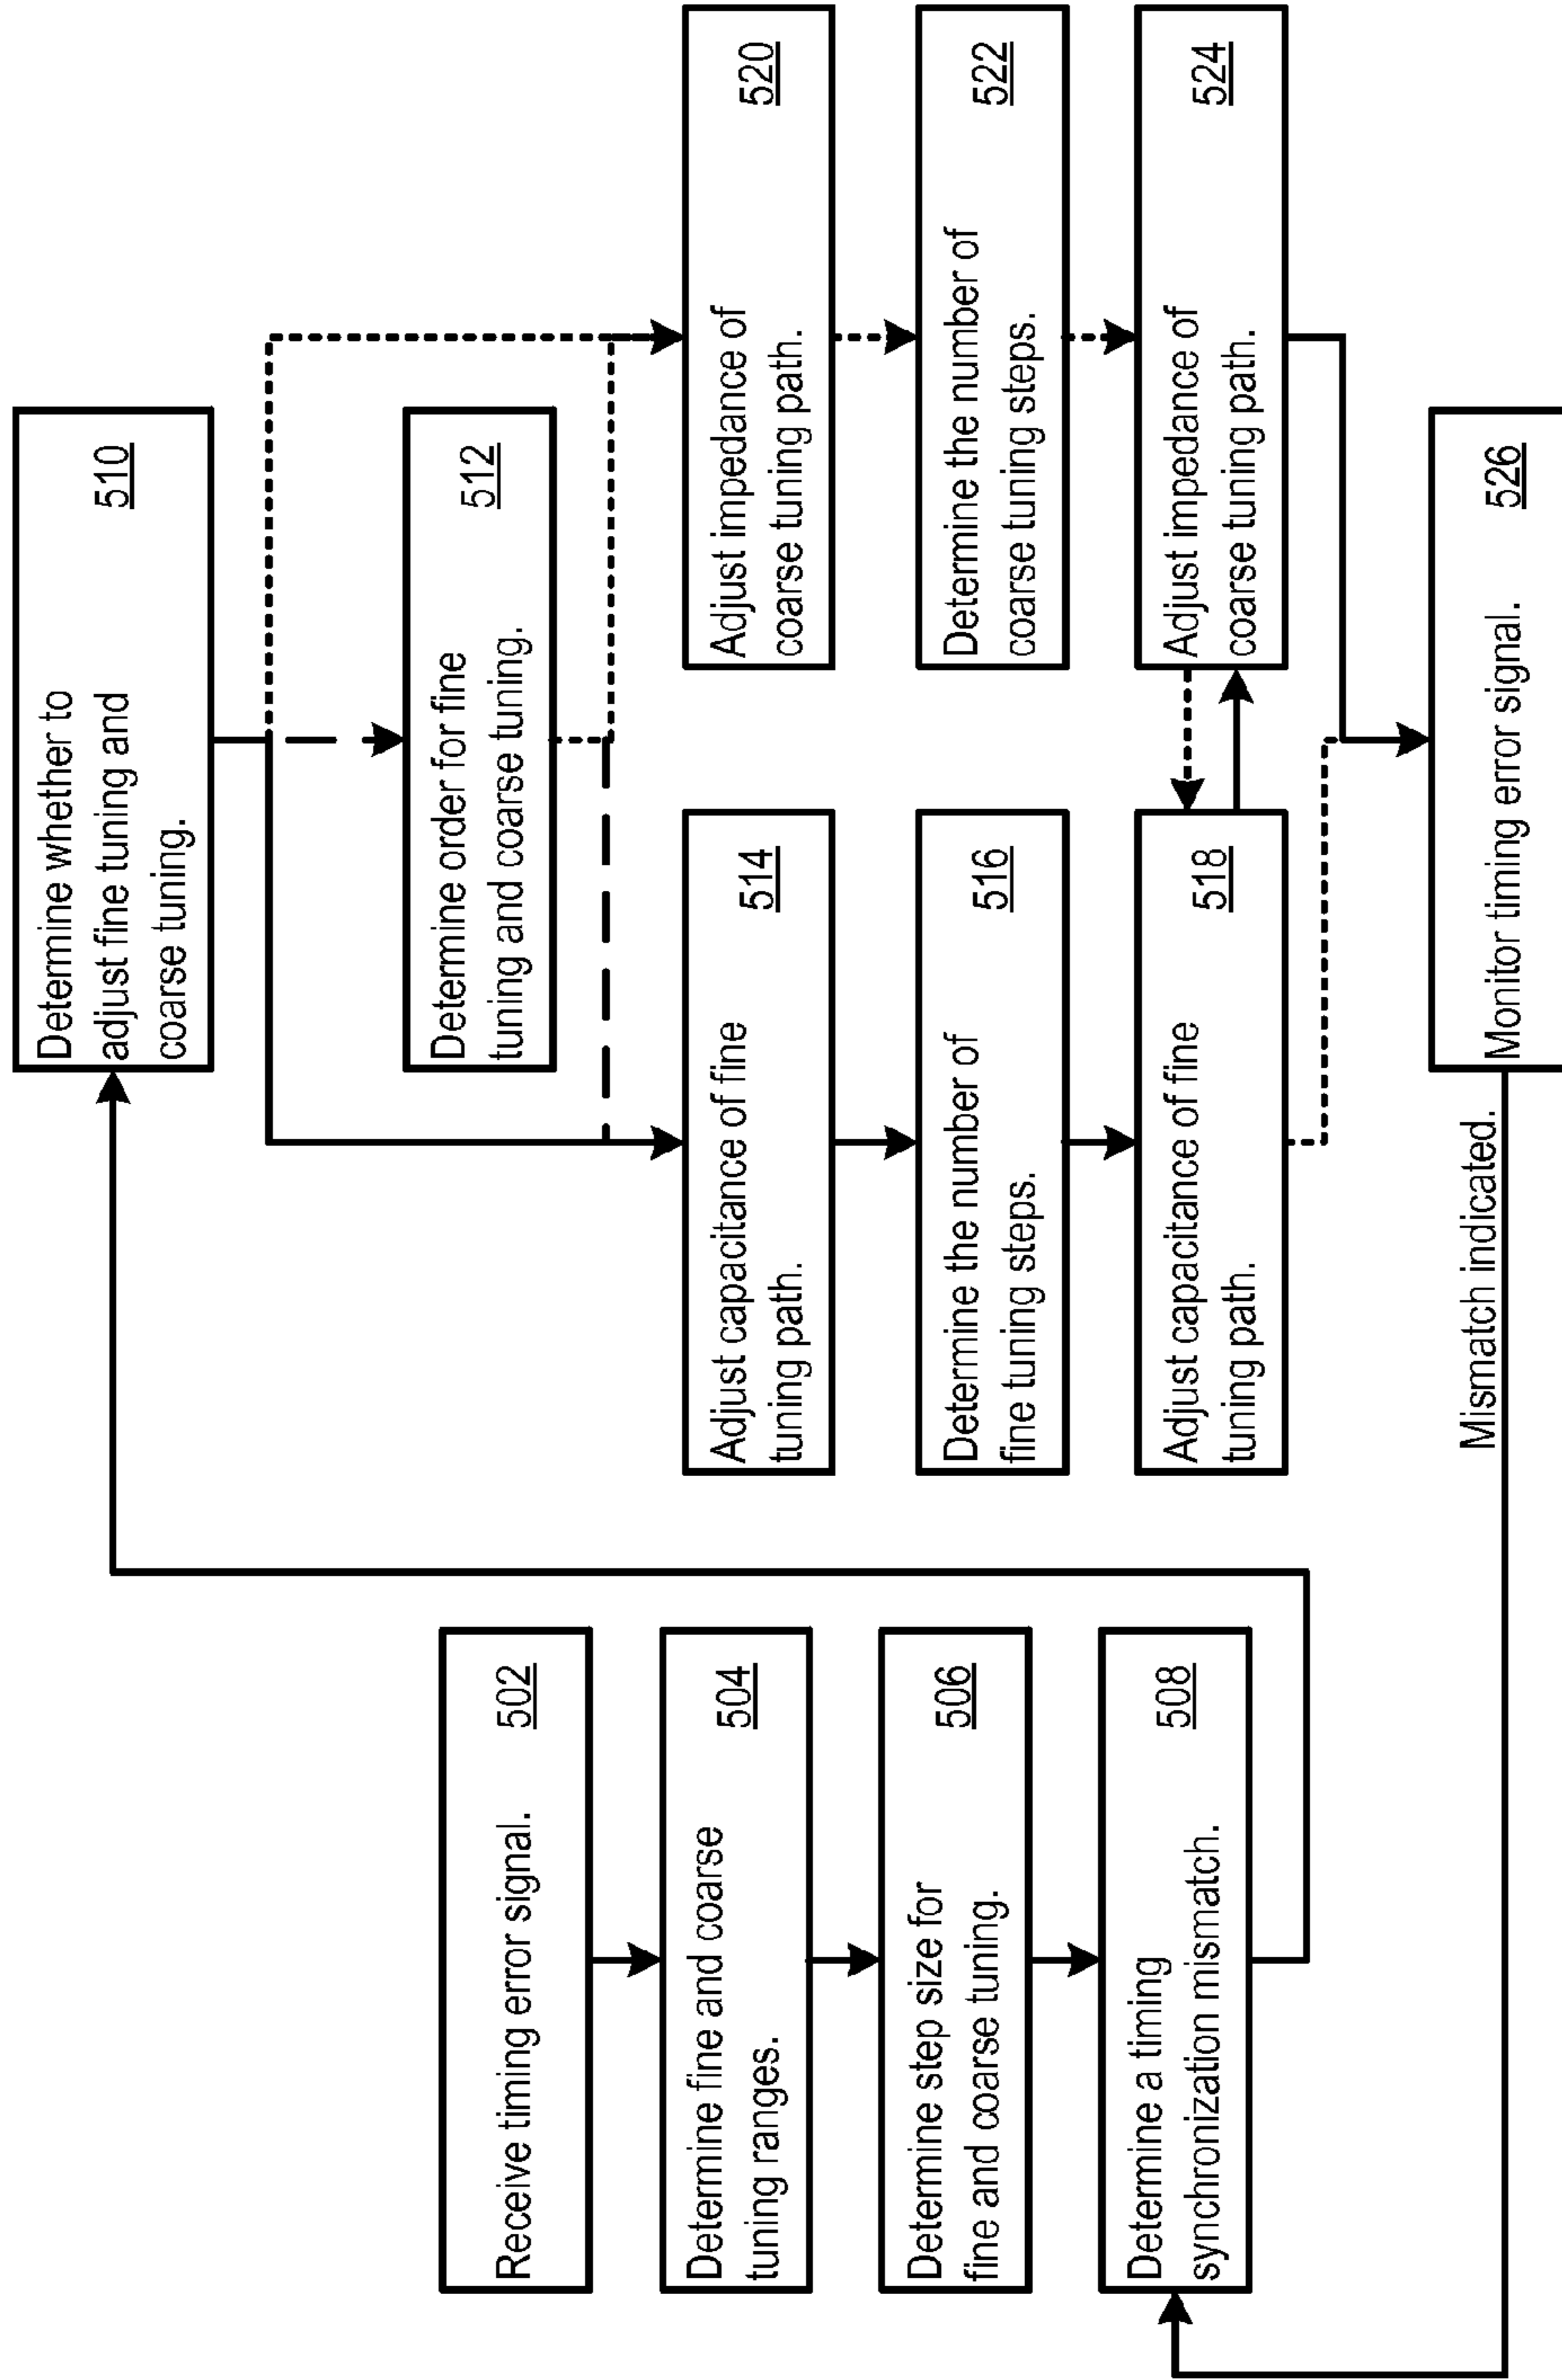 Receive timing error signal. 502
Determine fine and coarse
tuning ranges. 504
Determine step size for
fine and coarse tuning. 506
Determine a timing
synchronization mismatch. 508
Determine whether to
adjust fine tuning and
coarse tuning. 510
Determine order for fine
tuning and coarse tuning. 512
Adjust capacitance of fine
tuning path. 514
Determine the number of
fine tuning steps. 516
Adjust capacitance of fine
tuning path. 518
Adjust impedance of
coarse tuning path. 520
Determine the number of
coarse tuning steps. 522
Adjust impedance of
coarse tuning path. 524
Monitor timing error signal. 526
Mismatch indicated.